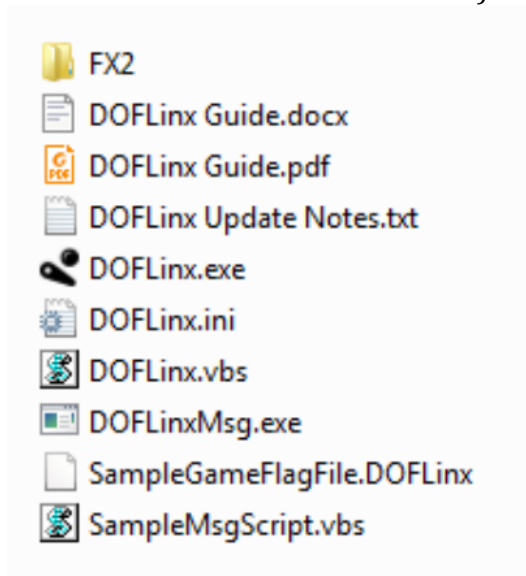 FX2
DOFLinx Guide.docx
DOFLinx Guide.pdf
DOFLinx Update Notes.txt
DOFLinx.exe
DOFLinx.ini
DOFLinx.vbs
DOFLinxMsg.exe
SampleGameFlagFile.DOFLinx
SampleMsgScript.vbs